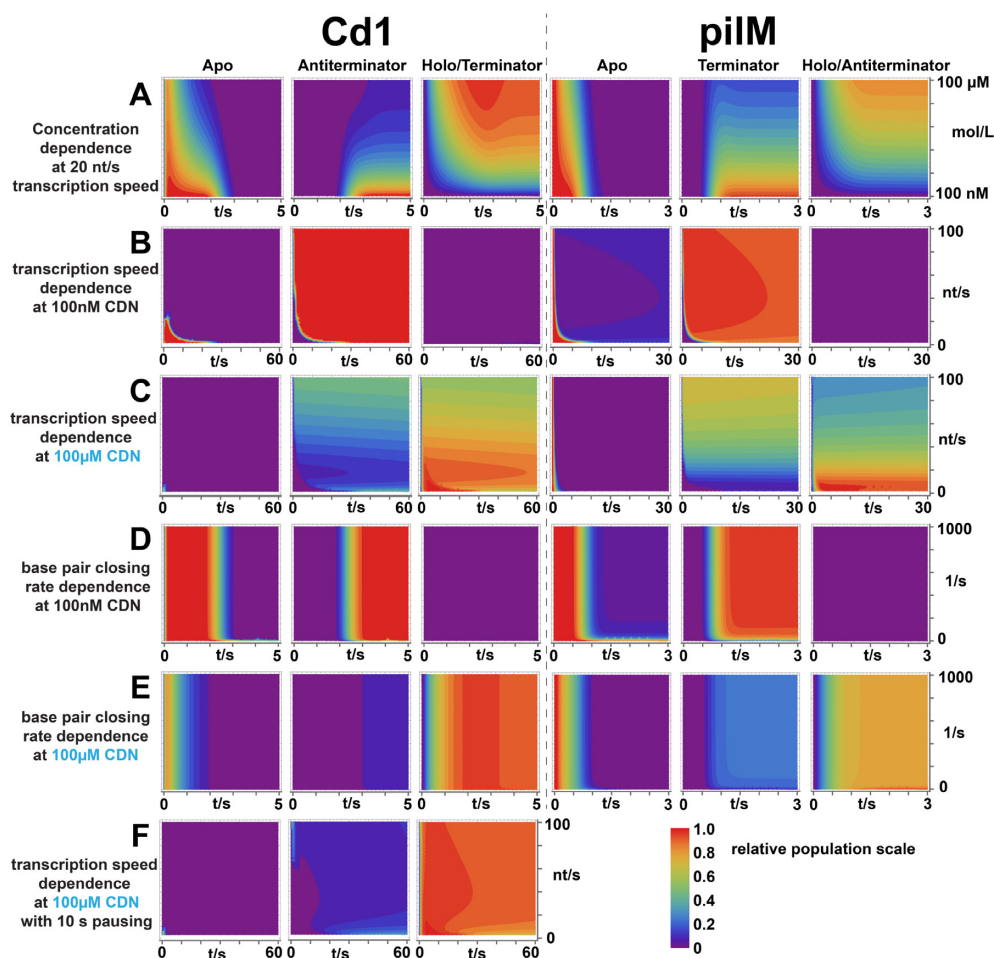 Cd1 pilM
Apo Antiterminator Holo/Terminator Apo Terminator Holo/Antiterminator
A
Concentration
dependence
at 20 nt/s
transcription speed
100 µM
mol/L
100 nM
0 t/s 5 0 t/s 5 0 t/s 5 0 t/s 3 0 t/s 3 0 t/s 3
B
transcription speed
dependence
at 100nM CDN
100
nt/s
0
0 t/s 60 0 t/s 60 0 t/s 60 0 t/s 30 0 t/s 30 0 t/s 30
C
transcription speed
dependence
at 100µM CDN
100
nt/s
0
0 t/s 60 0 t/s 60 0 t/s 60 0 t/s 30 0 t/s 30 0 t/s 30
D
base pair closing
rate dependence
at 100nM CDN
1000
1/s
0
0 t/s 5 0 t/s 5 0 t/s 5 0 t/s 3 0 t/s 3 0 t/s 3
E
base pair closing
rate dependence
at 100µM CDN
1000
1/s
0
0 t/s 5 0 t/s 5 0 t/s 5 0 t/s 3 0 t/s 3 0 t/s 3
F
transcription speed
dependence
at 100µM CDN
with 10 s pausing
100
nt/s
0
0 t/s 60 0 t/s 60 0 t/s 60
1.0
0.8
0.6
0.4
0.2
0
relative population scale